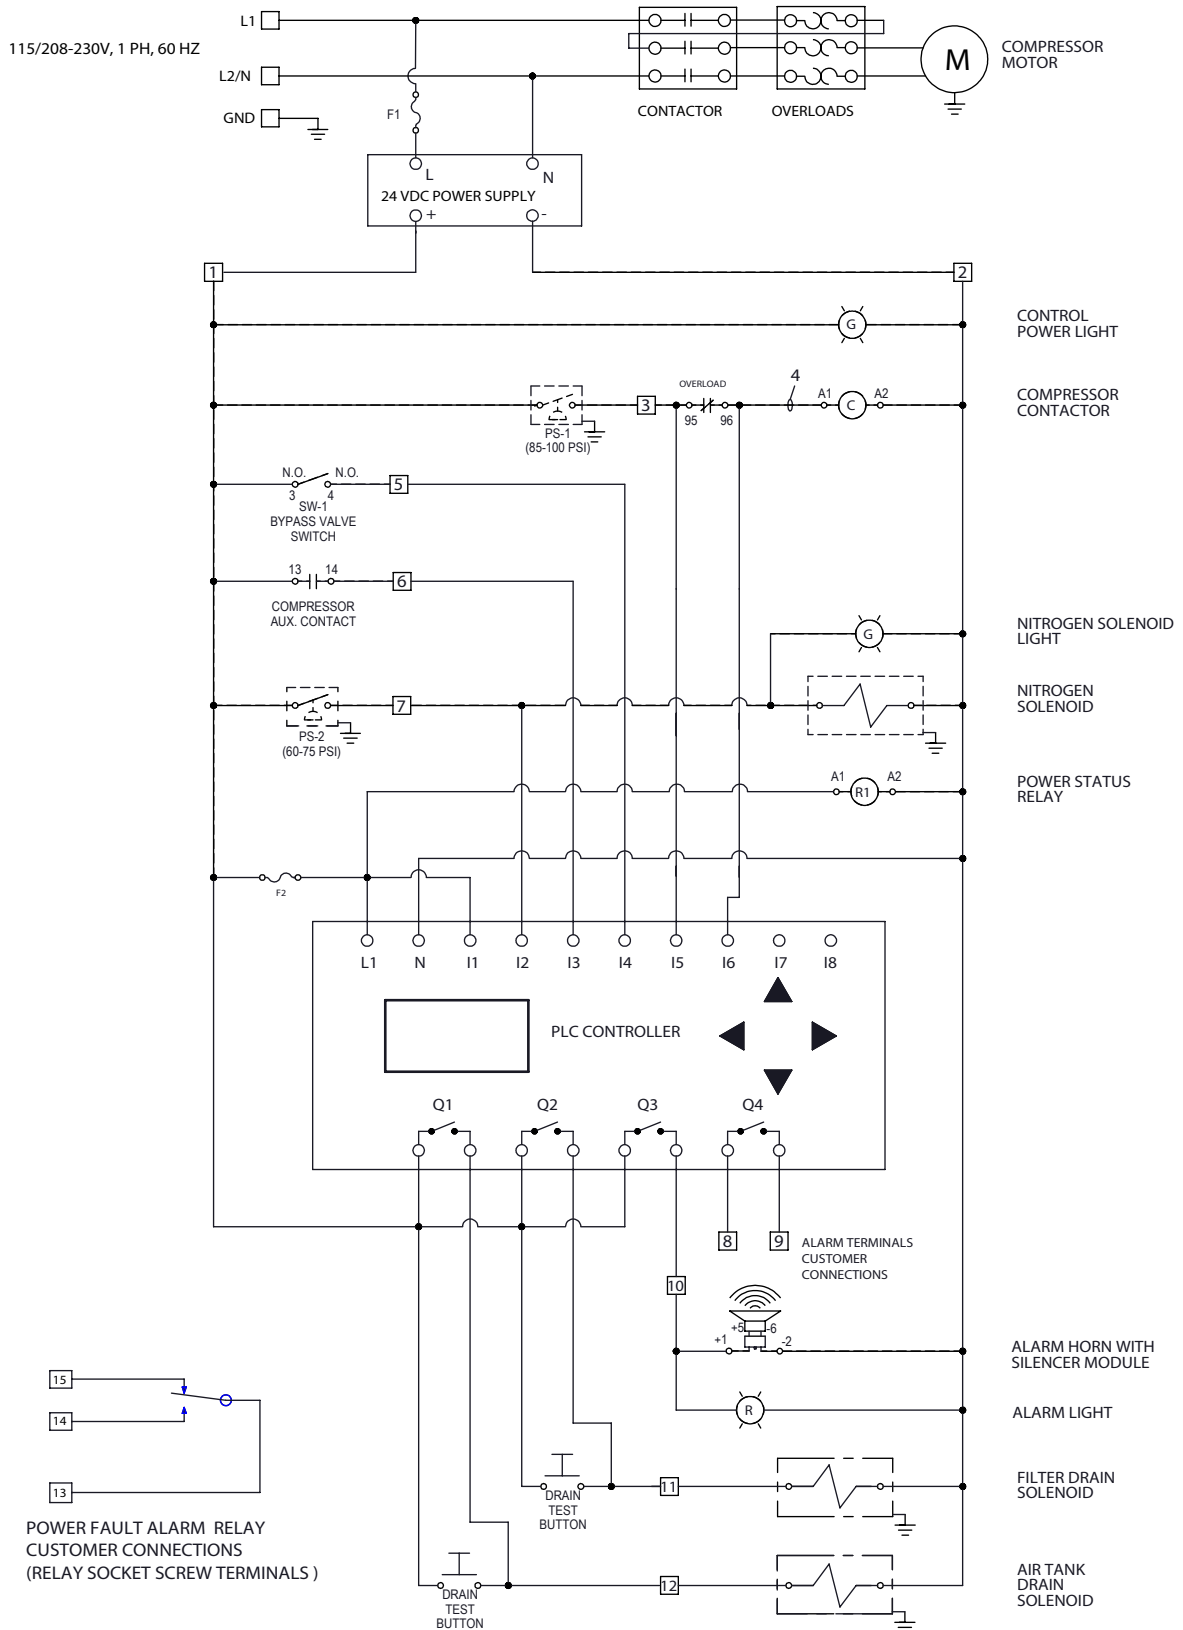 L1
115/208-230V, 1 PH, 60 HZ
L2/N
GND
F1
CONTACTOR
OVERLOADS
M
COMPRESSOR
MOTOR
L
N
24 VDC POWER SUPPLY
+
-
1
2
G
CONTROL
POWER LIGHT
PS-1
(85-100 PSI)
3
OVERLOAD
95
96
4
A1
C
A2
COMPRESSOR
CONTACTOR
N.O.
N.O.
3
4
SW-1
BYPASS VALVE
SWITCH
5
13
14
COMPRESSOR
AUX. CONTACT
6
G
NITROGEN SOLENOID
LIGHT
PS-2
(60-75 PSI)
7
NITROGEN
SOLENOID
A1
R1
A2
POWER STATUS
RELAY
F2
L1
N
I1
I2
I3
I4
I5
I6
I7
I8
PLC CONTROLLER
Q1
Q2
Q3
Q4
8
9
ALARM TERMINALS
CUSTOMER
CONNECTIONS
10
+5
-6
+1
-2
ALARM HORN WITH
SILENCER MODULE
R
ALARM LIGHT
15
14
13
POWER FAULT ALARM RELAY
CUSTOMER CONNECTIONS
(RELAY SOCKET SCREW TERMINALS )
DRAIN
TEST
BUTTON
11
FILTER DRAIN
SOLENOID
DRAIN
TEST
BUTTON
12
AIR TANK
DRAIN
SOLENOID